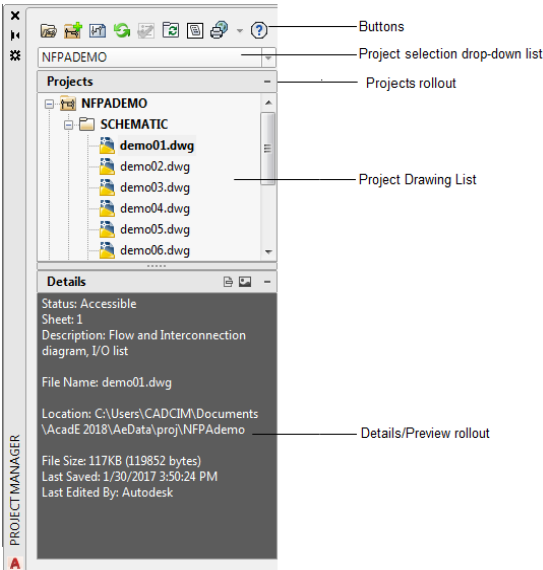 Buttons
NFPADEMO
Project selection drop-down list
Projects
Projects rollout
NFPADEMO
SCHEMATIC
demo01.dwg
demo02.dwg
demo03.dwg
Project Drawing List
demo04.dwg
demo05.dwg
demo06.dwg
Details
Status: Accessible
Sheet: 1
Description: Flow and Interconnection
diagram, I/O list
File Name: demo01.dwg
Location: C:\Users\CADCIM\Documents
\AcadE 2018\AeData\proj\NFPAdemo
Details/Preview rollout
File Size: 117KB (119852 bytes)
Last Saved: 1/30/2017 3:50:24 PM
Last Edited By: Autodesk
PROJECT MANAGER